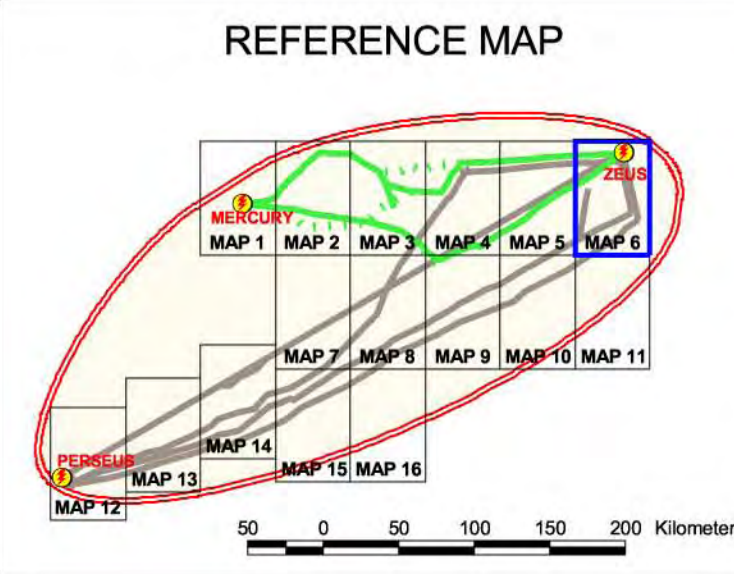 REFERENCE MAP
ZEUS
MERCURY
MAP 1
MAP 2
MAP 3
MAP 4
MAP 5
MAP 6
MAP 7
MAP 8
MAP 9
MAP 10
MAP 11
PERSEUS
MAP 12
MAP 13
MAP 14
MAP 15
MAP 16
50 0 50 100 150 200 Kilometer